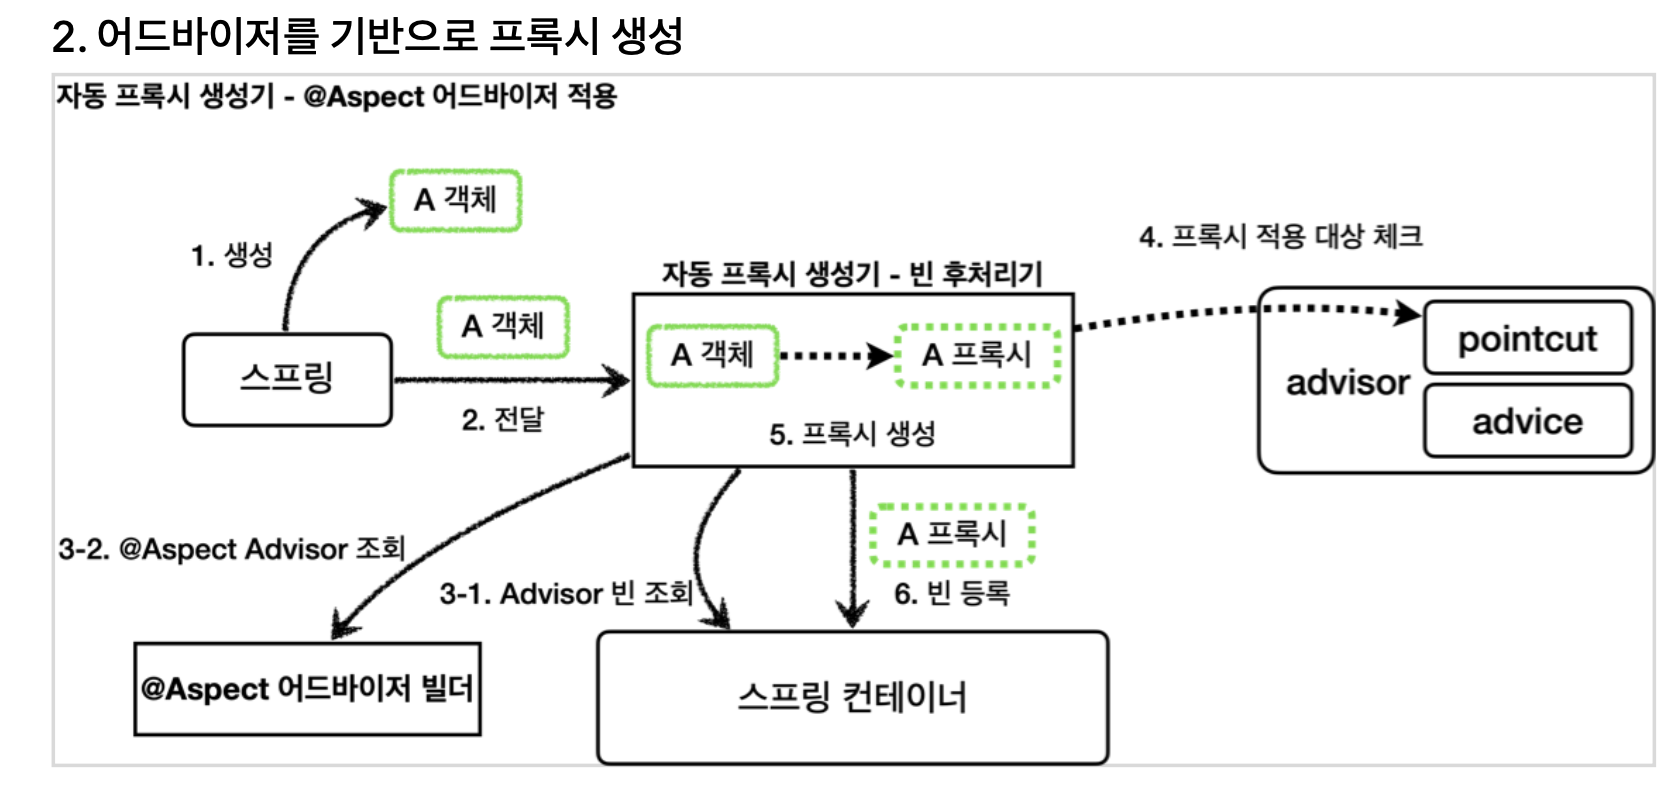 2. 어드바이저를 기반으로 프록시 생성
자동 프록시 생성기 - @Aspect 어드바이저 적용
A 객체
1. 생성
스프링
A 객체
2. 전달
자동 프록시 생성기 - 빈 후처리기
A 객체
A 프록시
5. 프록시 생성
4. 프록시 적용 대상 체크
advisor
pointcut
advice
3-2. @Aspect Advisor 조회
3-1. Advisor 빈 조회
A 프록시
6. 빈 등록
@Aspect 어드바이저 빌더
스프링 컨테이너